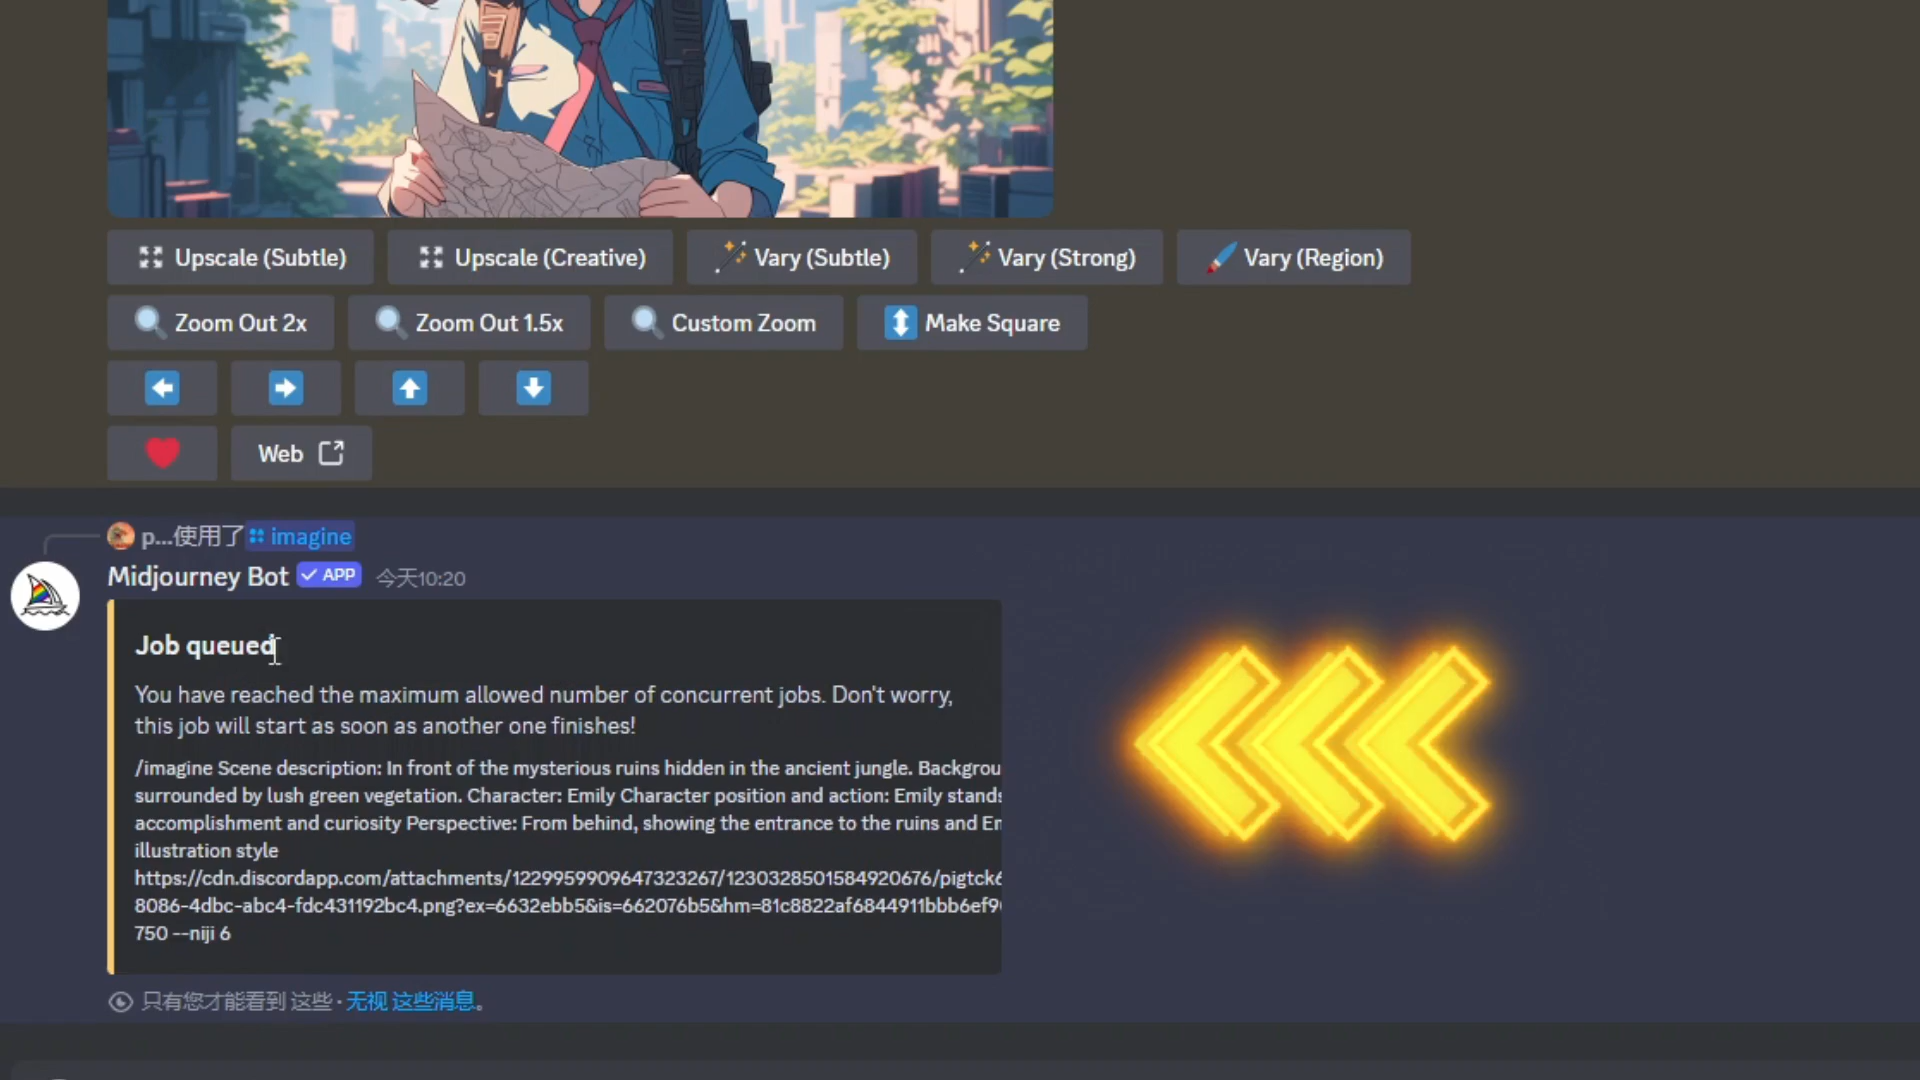 Upscale (Subtle) Upscale (Creative) Vary (Subtle) Vary (Strong) Vary (Region)
Zoom Out 2x Zoom Out 1.5x Custom Zoom Make Square
Web
p...使用了 imagine
Midjourney Bot APP 今天10:20
Job queued
You have reached the maximum allowed number of concurrent jobs. Don't worry,
this job will start as soon as another one finishes!
/imagine Scene description: In front of the mysterious ruins hidden in the ancient jungle. Backgrou
surrounded by lush green vegetation. Character: Emily Character position and action: Emily stands
accomplishment and curiosity Perspective: From behind, showing the entrance to the ruins and Em
illustration style
https://cdn.discordapp.com/attachments/1229959909647323267/1230328501584920676/pigtck6
8086-4dbc-abc4-fdc431192bc4.png?ex=6632ebb5&is=662076b5&hm=81c8822af6844911bbb6ef9
750 --niji 6
只有您才能看到 这些 · 无视 这些消息。